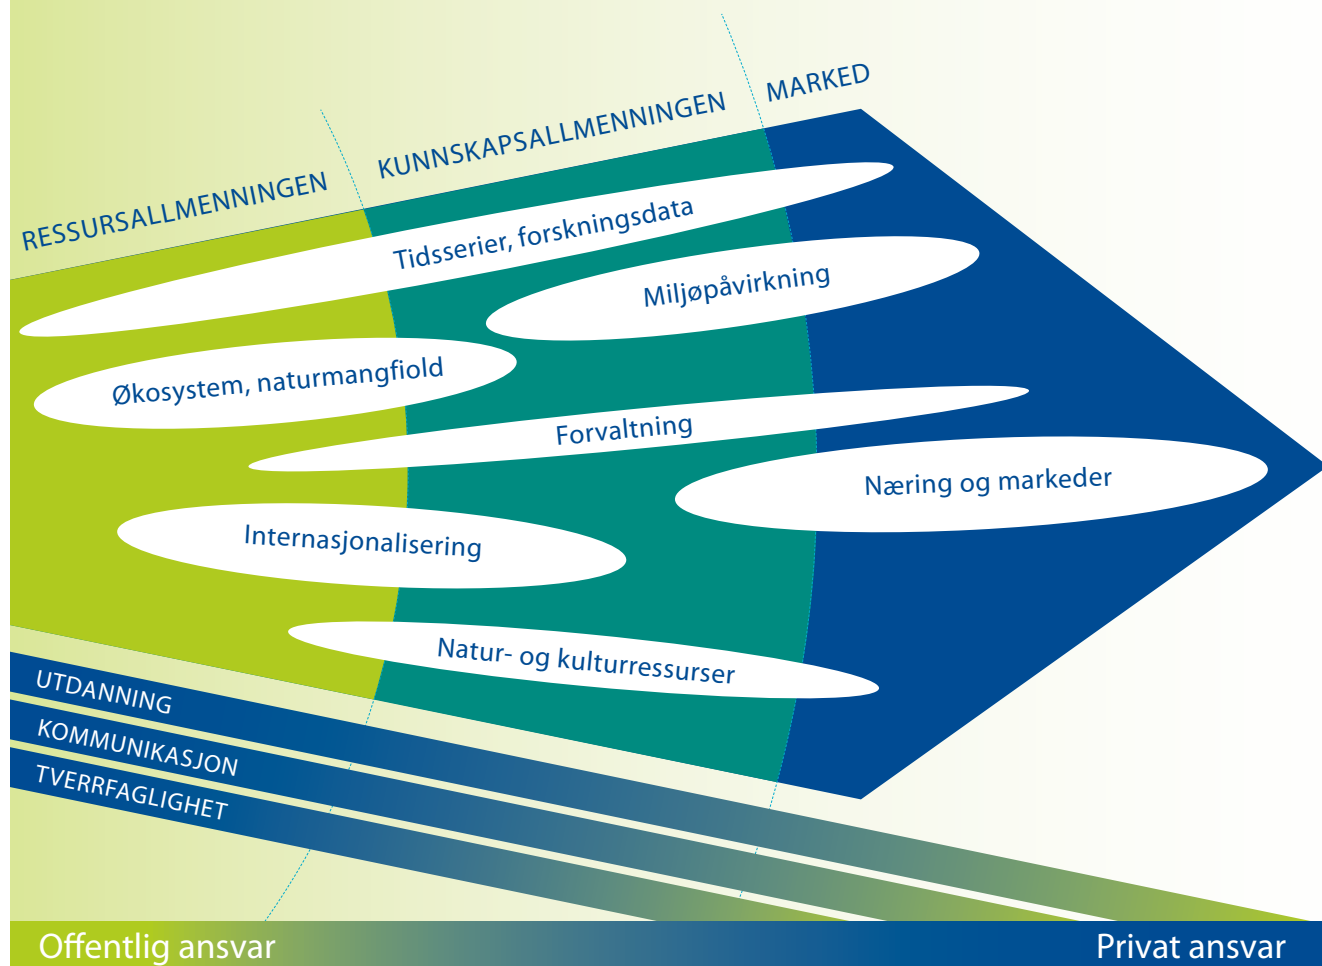 RESSURSALLMENNINGEN
KUNNSKAPSALLMENNINGEN
MARKED
Tidsserier, forskningsdata
Miljøpåvirkning
Økosystem, naturmangfiold
Forvaltning
Næring og markeder
Internasjonalisering
Natur- og kulturressurser
UTDANNING
KOMMUNIKASJON
TVERRFAGLIGHET
Offentlig ansvar
Privat ansvar